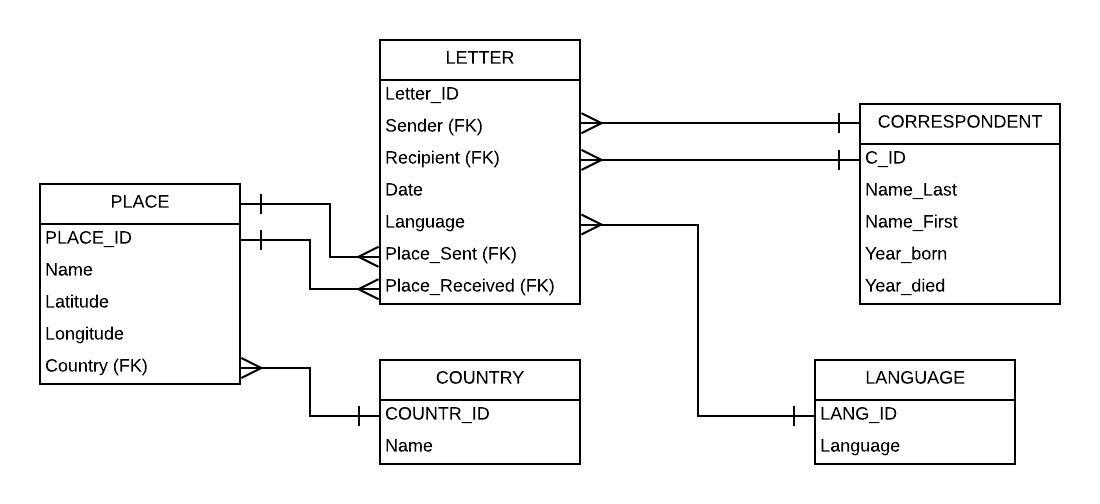 LETTER
Letter_ID
Sender (FK)
Recipient (FK)
Date
Language
Place_Sent (FK)
Place_Received (FK)
CORRESPONDENT
C_ID
Name_Last
Name_First
Year_born
Year_died
PLACE
PLACE_ID
Name
Latitude
Longitude
Country (FK)
COUNTRY
COUNTR_ID
Name
LANGUAGE
LANG_ID
Language